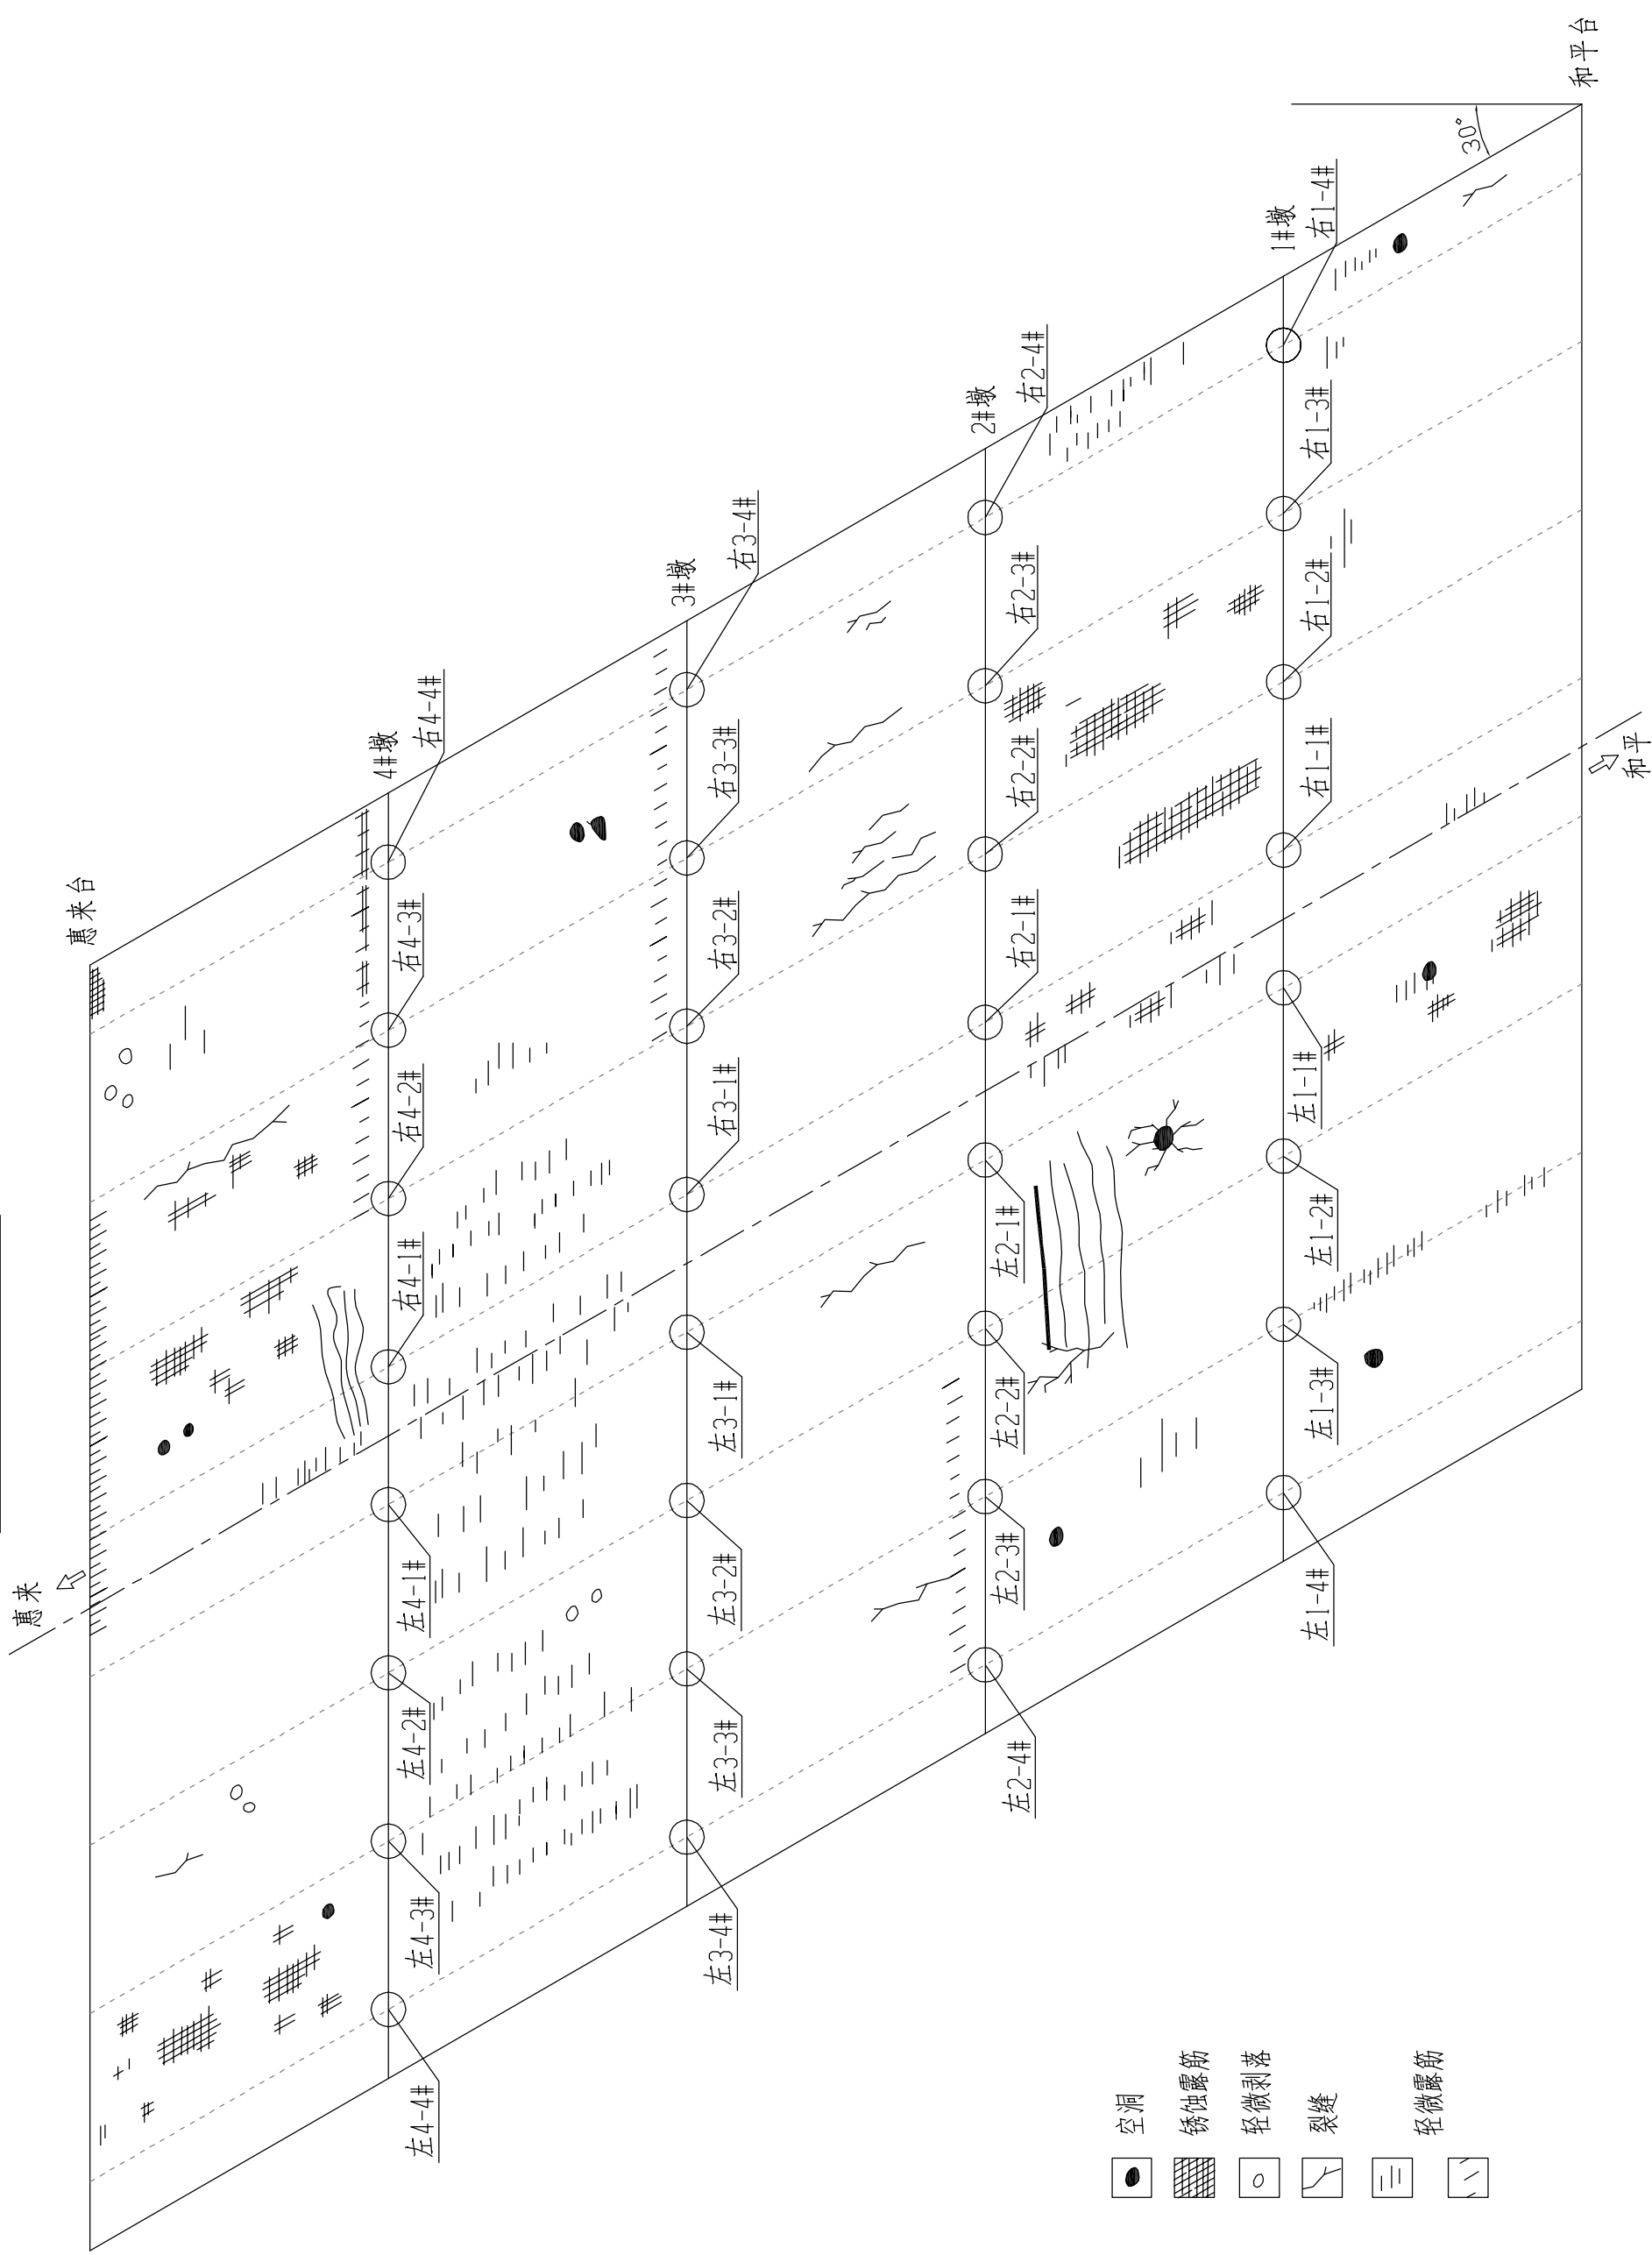 惠来
惠来台
4#墩
右4-4#
右4-3#
右4-2#
右4-1#
左4-1#
左4-2#
左4-3#
左4-4#
3#墩
右3-4#
右3-3#
右3-2#
右3-1#
左3-1#
左3-2#
左3-3#
左3-4#
2#墩
右2-4#
右2-3#
右2-2#
右2-1#
左2-1#
左2-2#
左2-3#
左2-4#
1#墩
右1-4#
右1-3#
右1-2#
右1-1#
左1-1#
左1-2#
左1-3#
左1-4#
30°
和平台
和平
空洞
锈蚀露筋
轻微剥落
裂缝
轻微露筋